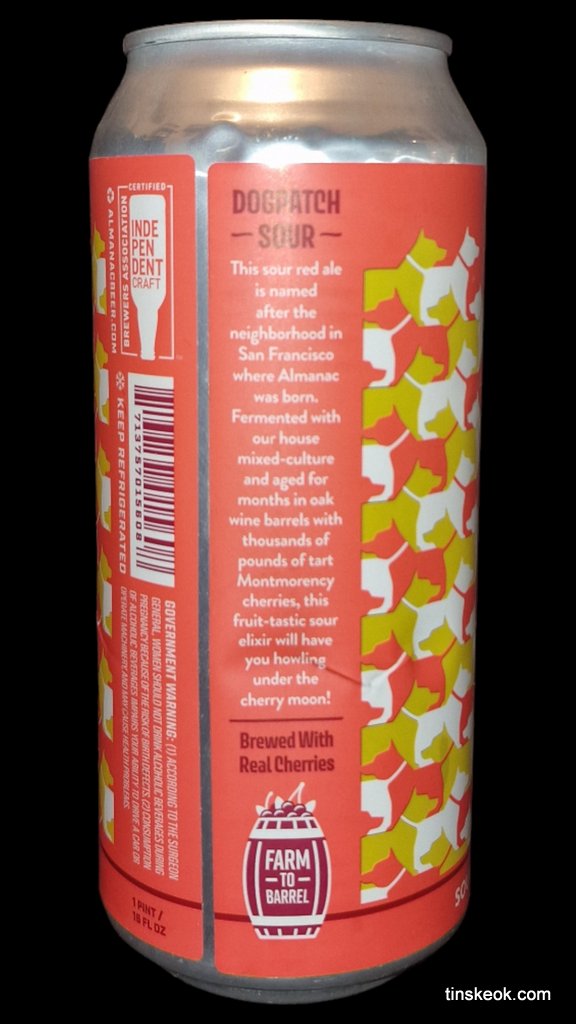 CERTIFIED
INDE
PEN
DENT
CRAFT
BREWERS ASSOCIATION
™
ALMANACBEER.COM
KEEP REFRIGERATED
713757015608
GOVERNMENT WARNING: (1) ACCORDING TO THE SURGEON
GENERAL, WOMEN SHOULD NOT DRINK ALCOHOLIC BEVERAGES DURING
PREGNANCY BECAUSE OF THE RISK OF BIRTH DEFECTS. (2) CONSUMPTION
OF ALCOHOLIC BEVERAGES IMPAIRS YOUR ABILITY TO DRIVE A CAR OR
OPERATE MACHINERY, AND MAY CAUSE HEALTH PROBLEMS.
1 PINT /
16 FL OZ
DOGPATCH
— SOUR —
This sour red ale
is named
after the
neighborhood in
San Francisco
where Almanac
was born.
Fermented with
our house
mixed-culture
and aged for
months in oak
wine barrels with
thousands of
pounds of tart
Montmorency
cherries, this
fruit-tastic sour
elixir will have
you howling
under the
cherry moon!
Brewed With
Real Cherries
FARM
— TO —
BARREL
tinskeok.com